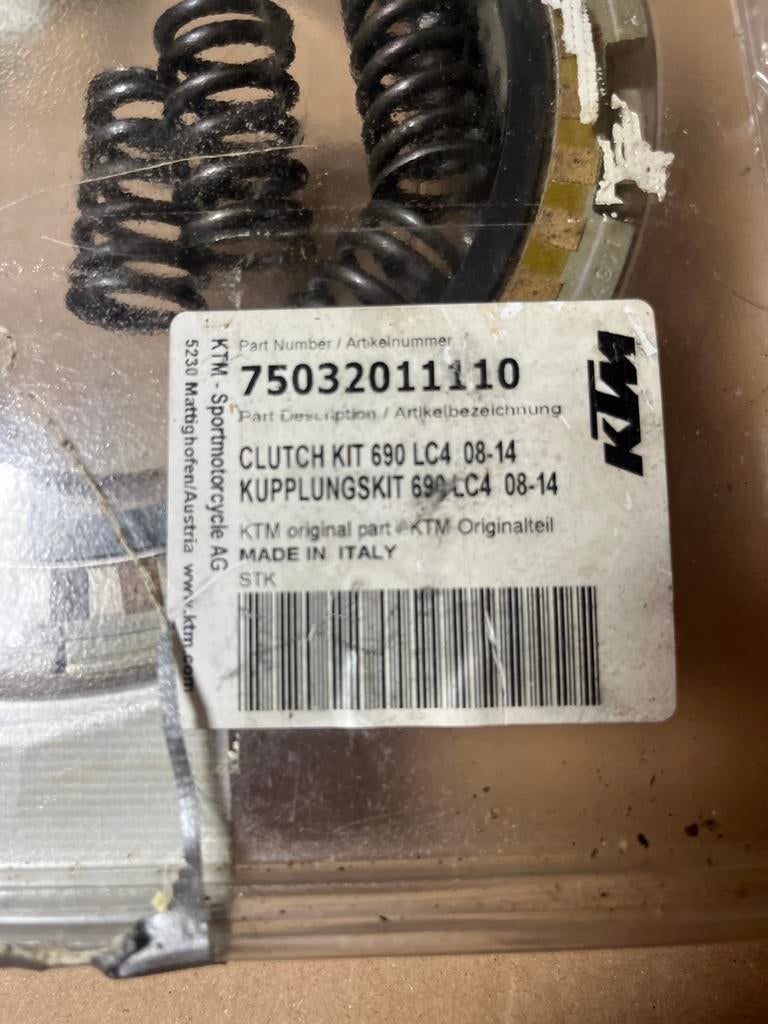 Part Number / Artikelnummer
75032011110
Part Description / Artikelbezeichnung
CLUTCH KIT 690 LC4 08-14
KUPPLUNGSKIT 690 LC4 08-14
KTM original part - KTM Originalteil
MADE IN ITALY
STK
KTM
KTM - Sportmotorcycle AG
5230 Mattighofen/Austria www.ktm.com